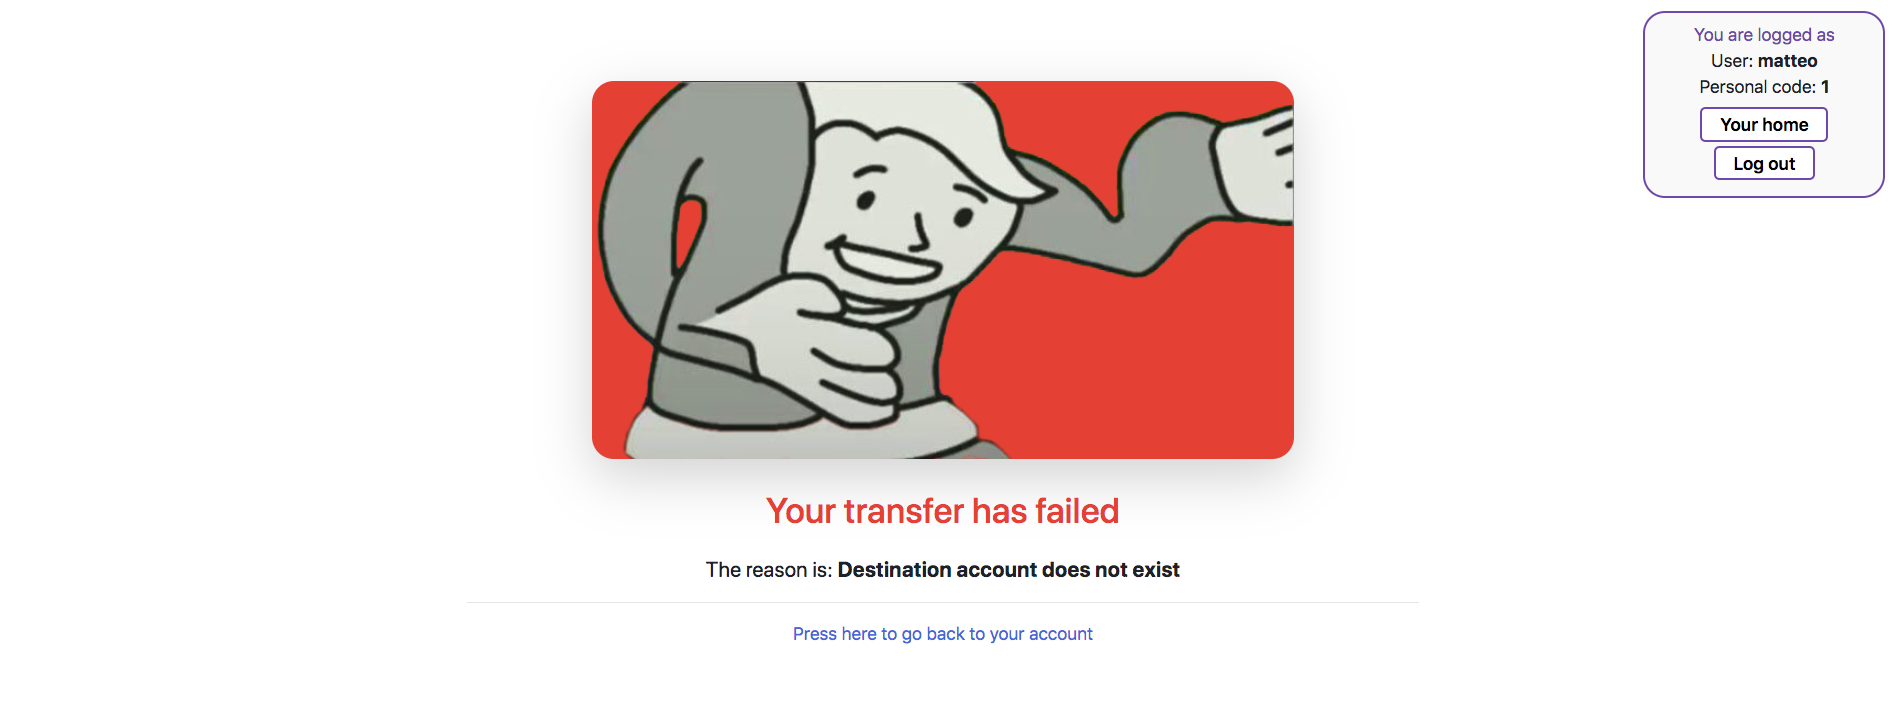 You are logged as
User: matteo
Personal code: 1
Your home
Log out
Your transfer has failed
The reason is: Destination account does not exist
Press here to go back to your account